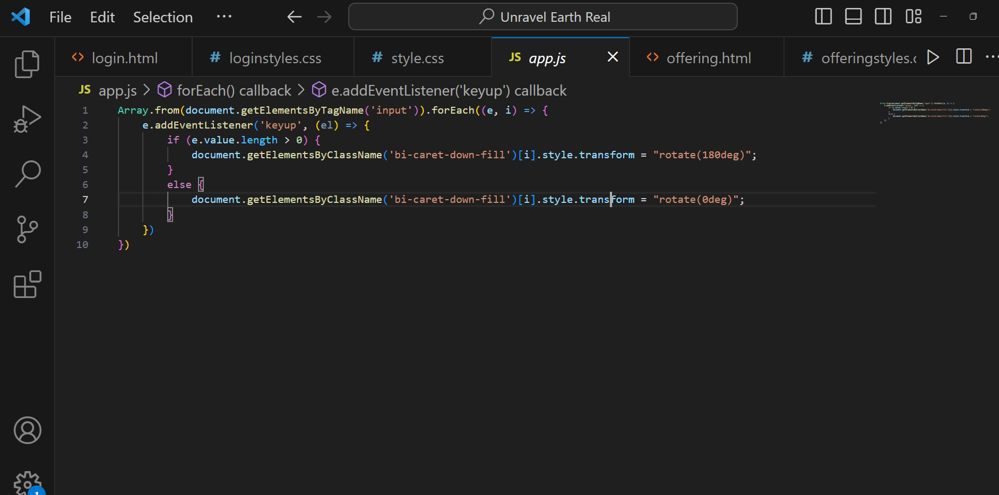 File Edit Selection ··· Unravel Earth Real
login.html # loginstyles.css # style.css JS app.js offering.html # offeringstyles.c
JS app.js > forEach() callback > e.addEventListener('keyup') callback
1 Array.from(document.getElementsByTagName('input')).forEach((e, i) => {
2 e.addEventListener('keyup', (el) => {
3 if (e.value.length > 0) {
4 document.getElementsByClassName('bi-caret-down-fill')[i].style.transform = "rotate(180deg)";
5 }
6 else {
7 document.getElementsByClassName('bi-caret-down-fill')[i].style.transform = "rotate(0deg)";
8 }
9 })
10 })
1